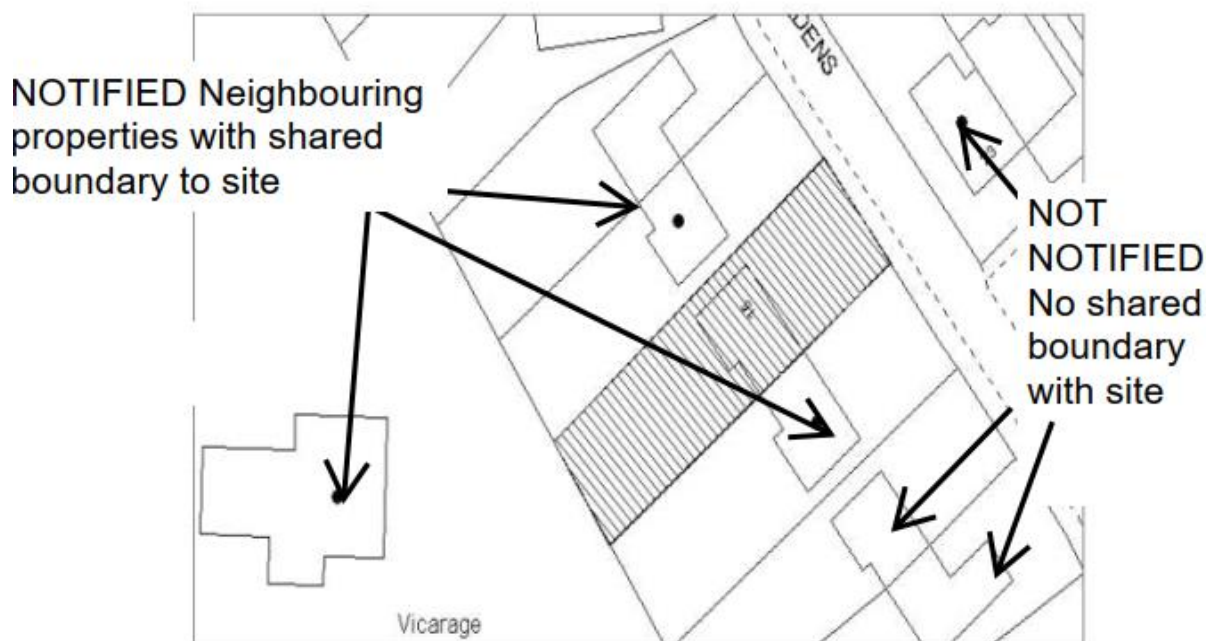 DENS
NOTIFIED Neighbouring
properties with shared
boundary to site
NOT
NOTIFIED
No shared
boundary
with site
Vicarage